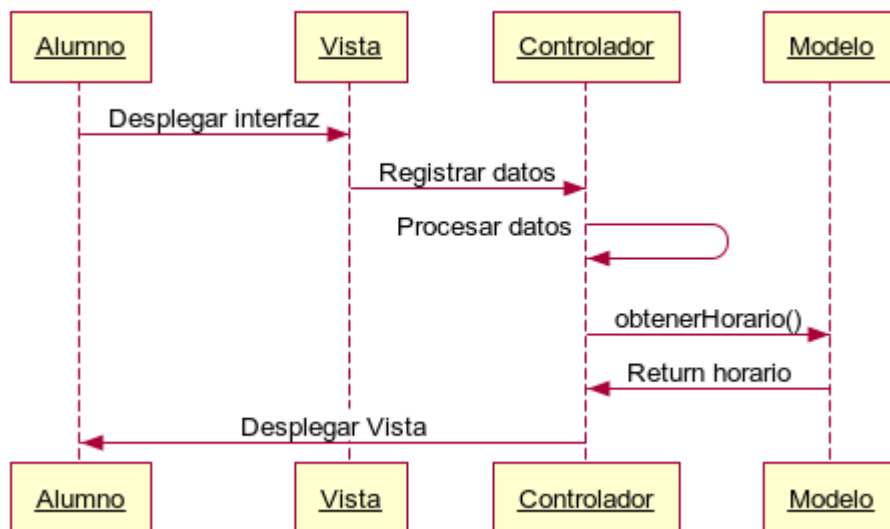 Alumno
Vista
Controlador
Modelo
Desplegar interfaz
Registrar datos
Procesar datos
obtenerHorario()
Return horario
Desplegar Vista
Alumno
Vista
Controlador
Modelo